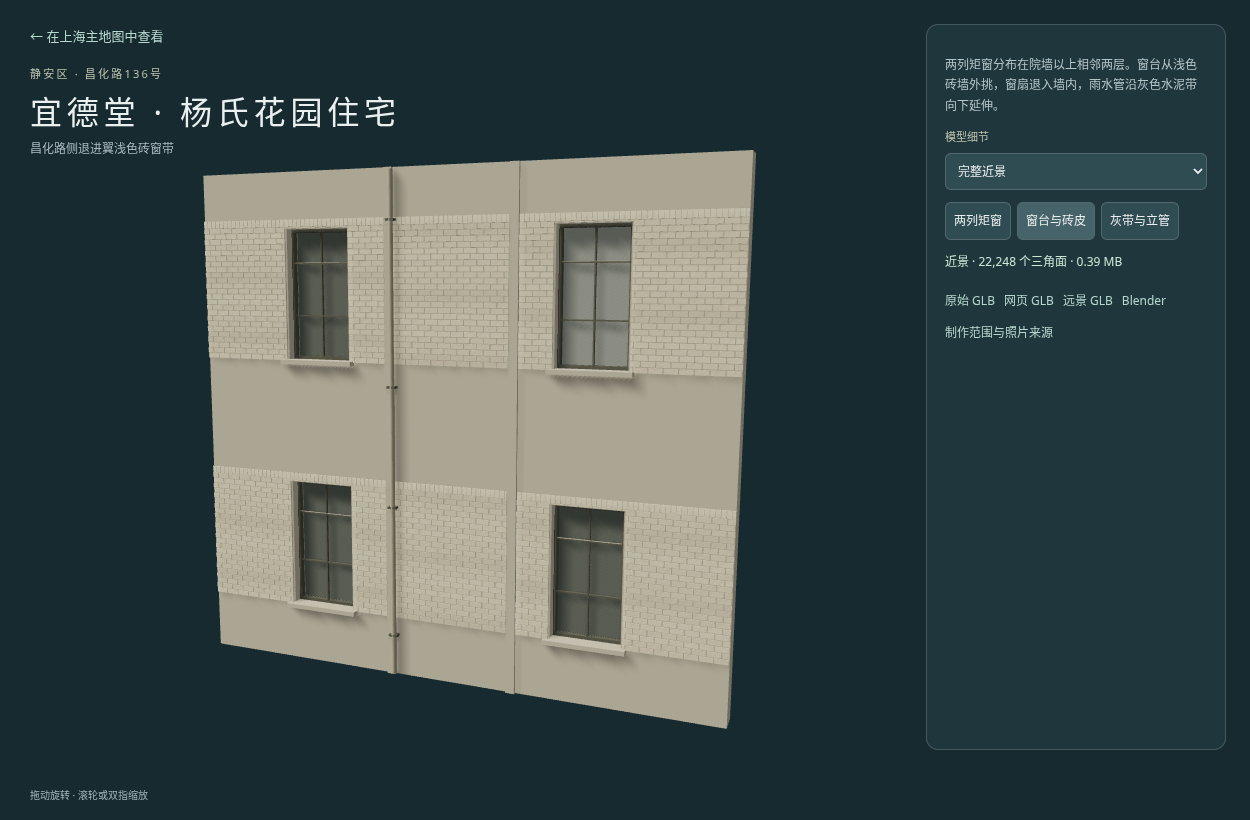 ← 在上海主地图中查看
静安区 · 昌化路136号
宜德堂 · 杨氏花园住宅
昌化路侧退进翼浅色砖窗带
两列矩窗分布在院墙以上相邻两层。窗台从浅色
砖墙外挑，窗扇退入墙内，雨水管沿灰色水泥带
向下延伸。
模型细节
完整近景
两列矩窗 窗台与砖皮 灰带与立管
近景 · 22,248 个三角面 · 0.39 MB
原始 GLB 网页 GLB 远景 GLB Blender
制作范围与照片来源
拖动旋转 · 滚轮或双指缩放